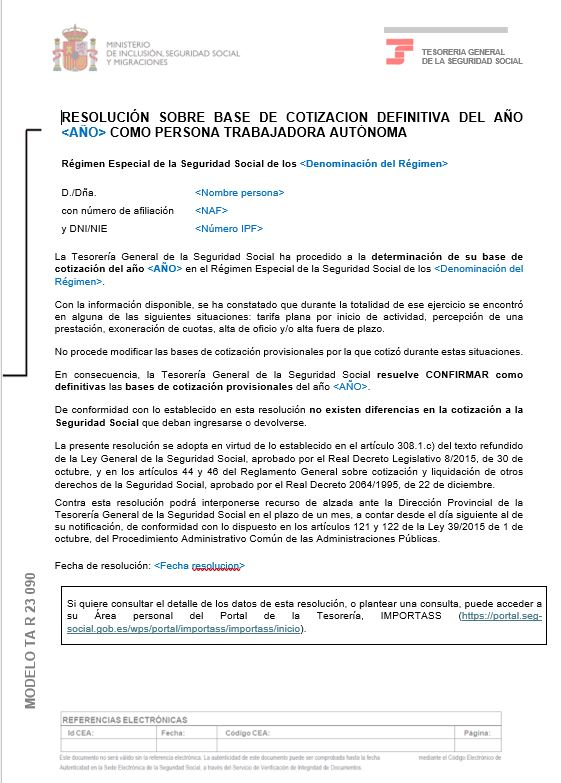 MINISTERIO
DE INCLUSIÓN, SEGURIDAD SOCIAL
Y MIGRACIONES
TESORERIA GENERAL
DE LA SEGURIDAD SOCIAL
RESOLUCIÓN SOBRE BASE DE COTIZACION DEFINITIVA DEL AÑO
<AÑO> COMO PERSONA TRABAJADORA AUTÓNOMA
Régimen Especial de la Seguridad Social de los <Denominación del Régimen>
D./Dña. <Nombre persona>
con número de afiliación <NAF>
y DNI/NIE <Número IPF>
La Tesorería General de la Seguridad Social ha procedido a la determinación de su base de
cotización del año <AÑO> en el Régimen Especial de la Seguridad Social de los <Denominación del
Régimen>.
Con la información disponible, se ha constatado que durante la totalidad de ese ejercicio se encontró
en alguna de las siguientes situaciones: tarifa plana por inicio de actividad, percepción de una
prestación, exoneración de cuotas, alta de oficio y/o alta fuera de plazo.
No procede modificar las bases de cotización provisionales por la que cotizó durante estas situaciones.
En consecuencia, la Tesorería General de la Seguridad Social resuelve CONFIRMAR como
definitivas las bases de cotización provisionales del año <AÑO>.
De conformidad con lo establecido en esta resolución no existen diferencias en la cotización a la
Seguridad Social que deban ingresarse o devolverse.
La presente resolución se adopta en virtud de lo establecido en el artículo 308.1.c) del texto refundido
de la Ley General de la Seguridad Social, aprobado por el Real Decreto Legislativo 8/2015, de 30 de
octubre, y en los artículos 44 y 46 del Reglamento General sobre cotización y liquidación de otros
derechos de la Seguridad Social, aprobado por el Real Decreto 2064/1995, de 22 de diciembre.
Contra esta resolución podrá interponerse recurso de alzada ante la Dirección Provincial de la
Tesorería General de la Seguridad Social en el plazo de un mes, a contar desde el día siguiente al de
su notificación, de conformidad con lo dispuesto en los artículos 121 y 122 de la Ley 39/2015 de 1 de
octubre, del Procedimiento Administrativo Común de las Administraciones Públicas.
Fecha de resolución: <Fecha resolucion>
Si quiere consultar el detalle de los datos de esta resolución, o plantear una consulta, puede acceder a
su Área personal del Portal de la Tesorería, IMPORTASS (https://portal.seg-
social.gob.es/wps/portal/importass/importass/inicio).
MODELO TA R 23 090
REFERENCIAS ELECTRÓNICAS
Id CEA: Fecha: Código CEA: Página:
Este documento no será válido sin la referencia electrónica. La autenticidad de este documento puede ser comprobada hasta la fecha mediante el Código Electrónico de
Autenticidad en la Sede Electrónica de la Seguridad Social, a través del Servicio de Verificación de Integridad de Documentos.